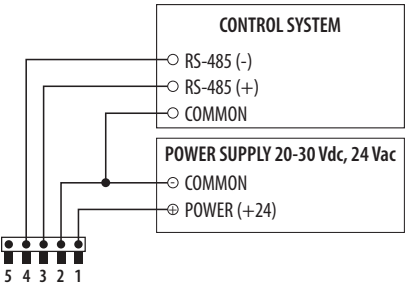 CONTROL SYSTEM
RS-485 (-)
RS-485 (+)
COMMON
POWER SUPPLY 20-30 Vdc, 24 Vac
COMMON
POWER (+24)
5 4 3 2 1